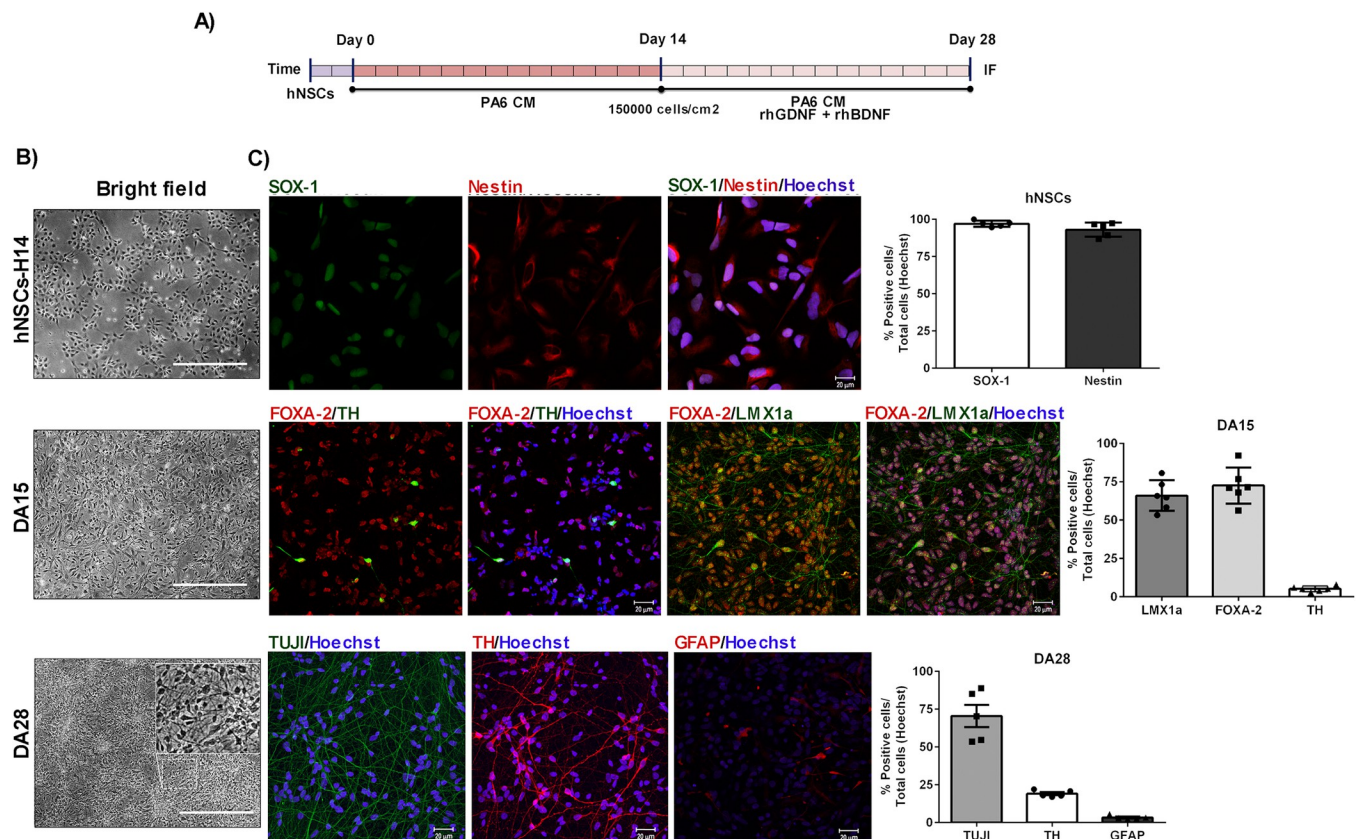 A)
Day 0
Day 14
Day 28
Time
IF
hNSCs
PA6 CM
150000 cells/cm2
PA6 CM
rhGDNF + rhBDNF
B)
C)
Bright field
SOX-1
Nestin
SOX-1/Nestin/Hoechst
hNSCs-H14
20 µm
hNSCs
% Positive cells/
Total cells (Hoechst)
100
75
50
25
0
SOX-1
Nestin
FOXA-2/TH
FOXA-2/TH/Hoechst
FOXA-2/LMX1a
FOXA-2/LMX1a/Hoechst
DA15
20 µm
20 µm
20 µm
20 µm
DA15
% Positive cells/
Total cells (Hoechst)
100
75
50
25
0
LMX1a
FOXA-2
TH
TUJI/Hoechst
TH/Hoechst
GFAP/Hoechst
DA28
20 µm
20 µm
20 µm
DA28
% Positive cells/
Total cells (Hoechst)
100
75
50
25
0
TUJI
TH
GFAP